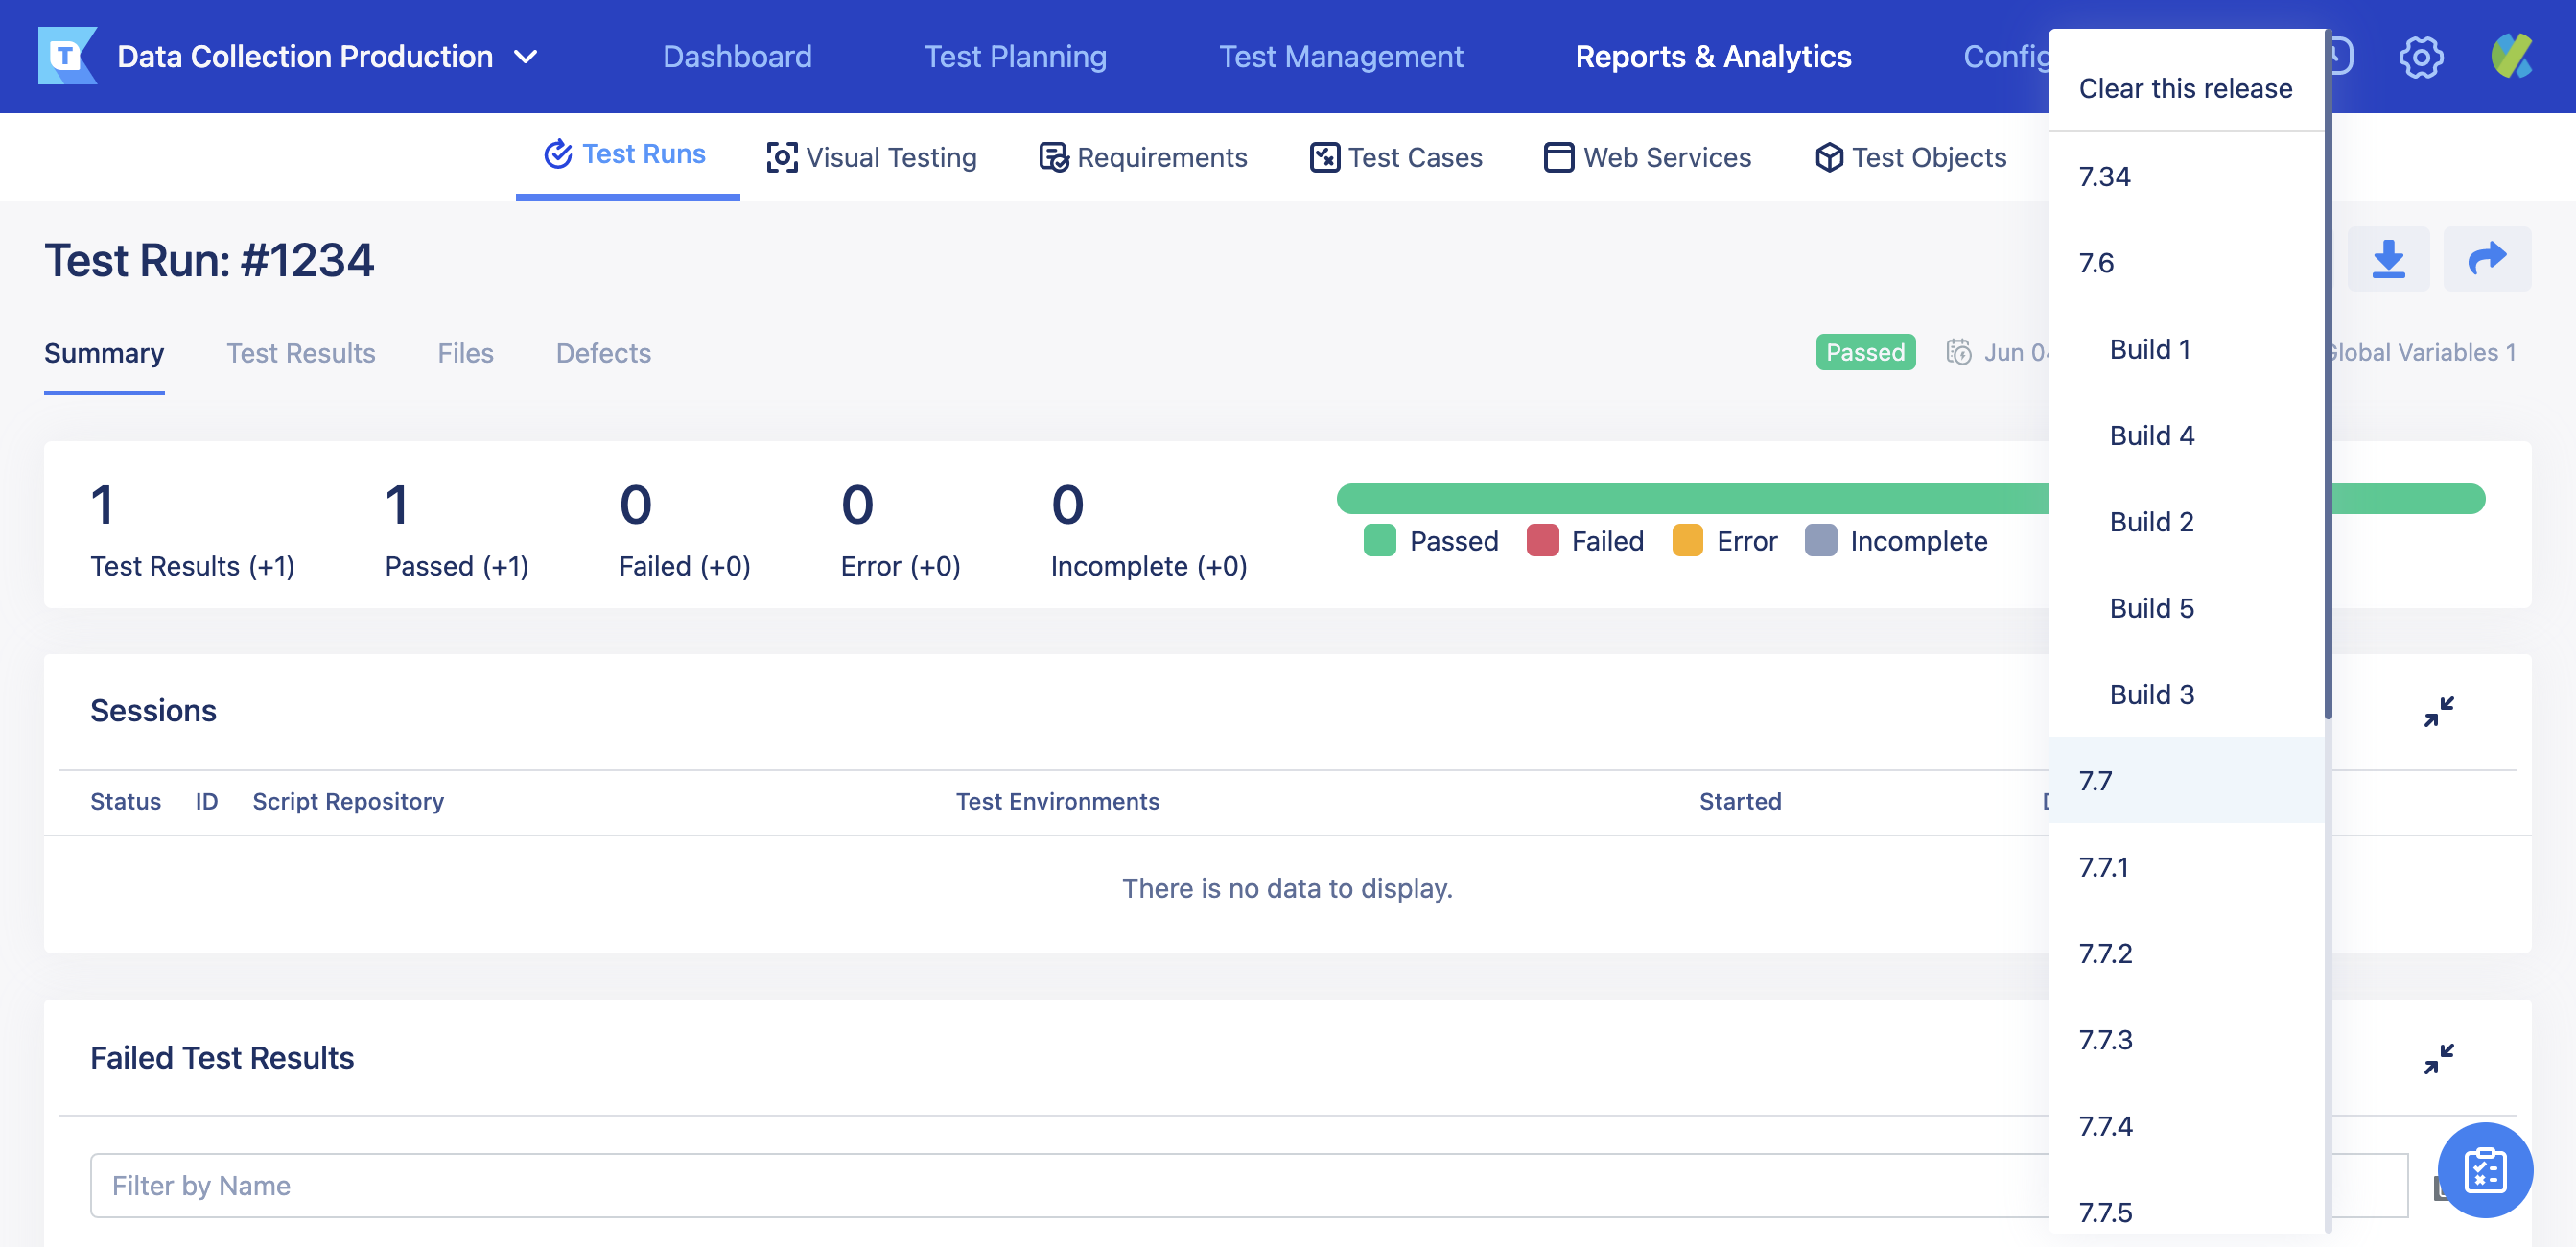 Data Collection Production
Dashboard
Test Planning
Test Management
Reports & Analytics
Test Runs
Visual Testing
Requirements
Test Cases
Web Services
Test Objects
Test Run: #1234
Summary
Test Results
Files
Defects
Passed
Jun
Variables 1
1
Test Results (+1)
1
Passed (+1)
0
Failed (+0)
0
Error (+0)
0
Incomplete (+0)
Passed
Failed
Error
Incomplete
Sessions
Status
ID
Script Repository
Test Environments
Started
There is no data to display.
Failed Test Results
Filter by Name
Clear this release
7.34
7.6
Build 1
Build 4
Build 2
Build 5
Build 3
7.7
7.7.1
7.7.2
7.7.3
7.7.4
7.7.5